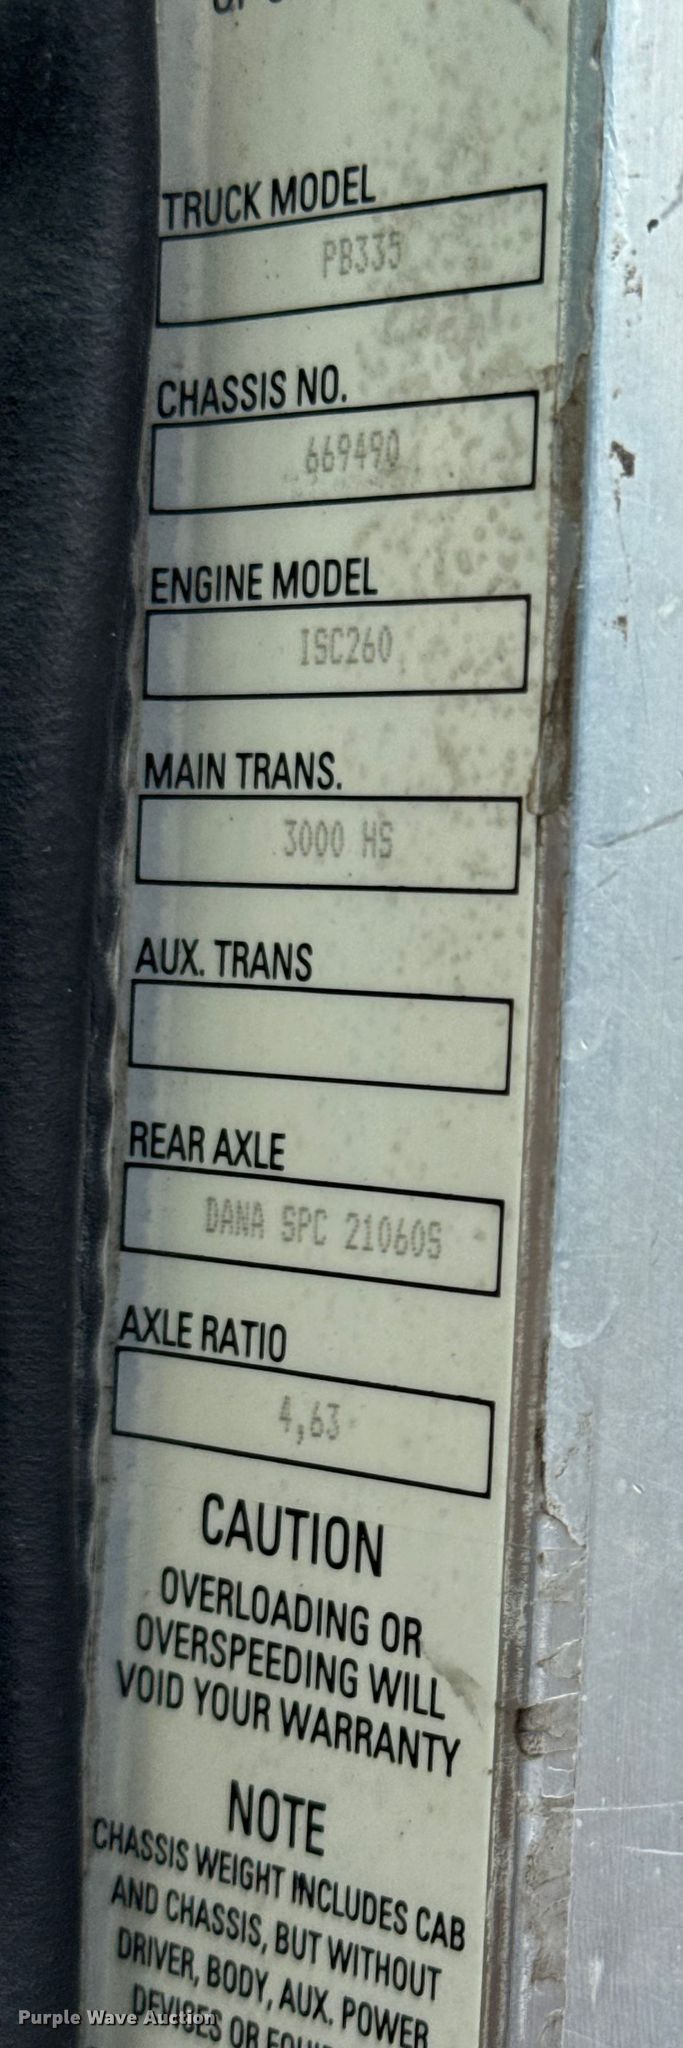 TRUCK MODEL
PB335
CHASSIS NO.
669490
ENGINE MODEL
ISC260
MAIN TRANS.
3000 HS
AUX. TRANS
REAR AXLE
DANA SPC 21060S
AXLE RATIO
4,63
CAUTION
OVERLOADING OR
OVERSPEEDING WILL
VOID YOUR WARRANTY
NOTE
CHASSIS WEIGHT INCLUDES CAB
AND CHASSIS, BUT WITHOUT
DRIVER, BODY, AUX. POWER
DEVICES OR
Purple Wave Auction